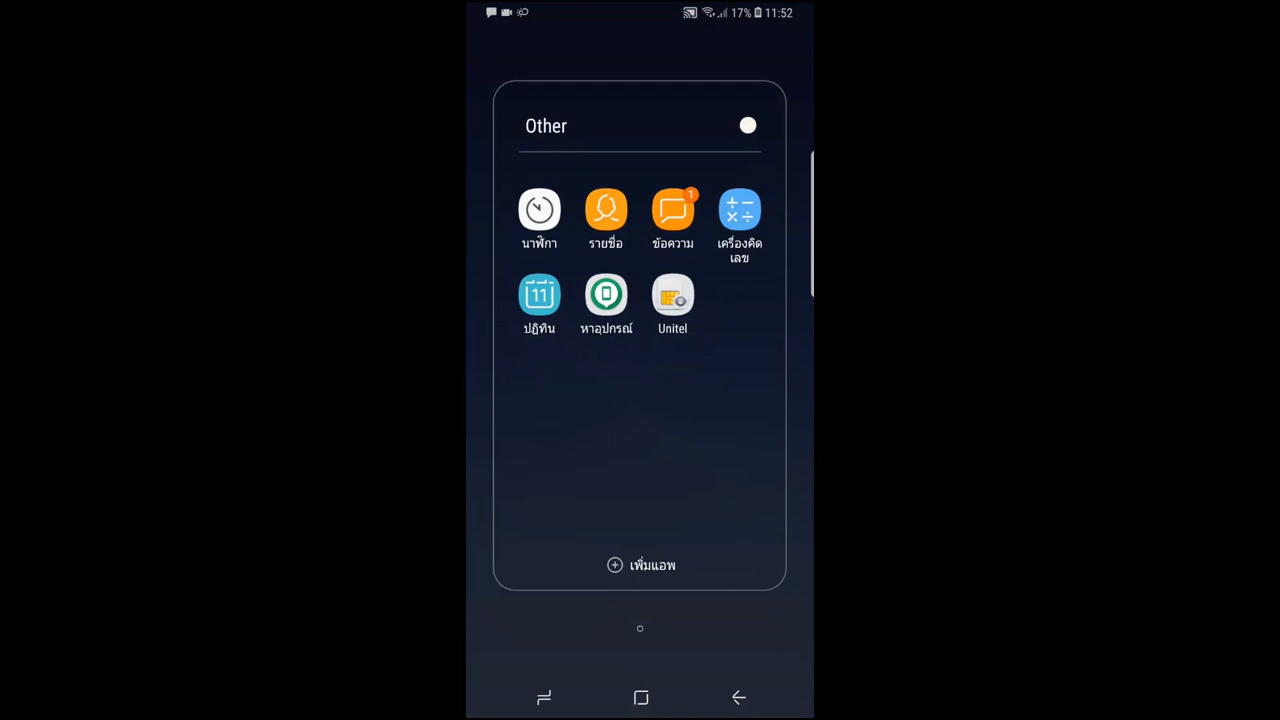 17% 11:52
Other
1
นาฬิกา รายชื่อ ข้อความ เครื่องคิด
เลข
11
ปฏิทิน หาอุปกรณ์ Unitel
เพิ่มแอพ